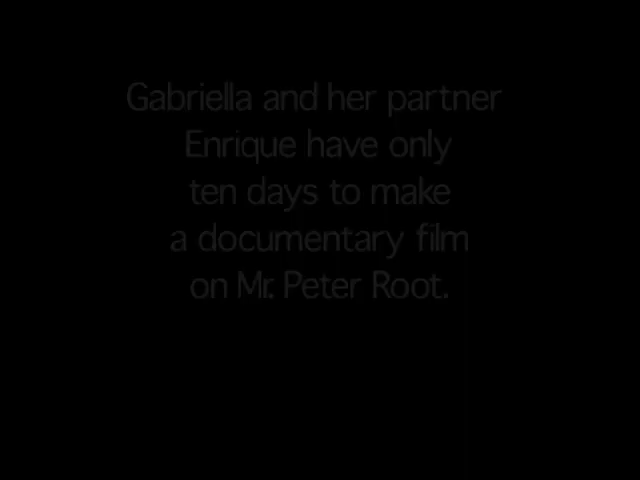 Gabriella and her partner
Enrique have only
ten days to make
a documentary film
on Mr. Peter Root.